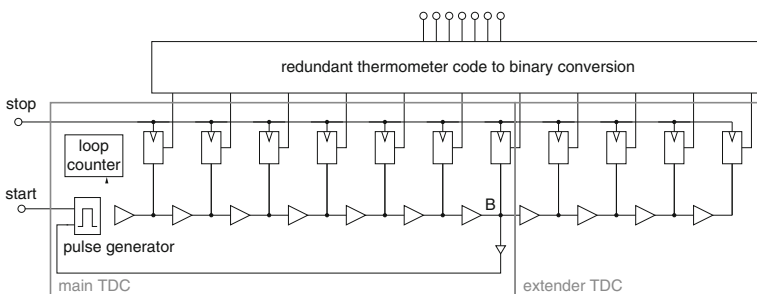 redundant thermometer code to binary conversion
stop
loop
counter
start
B
pulse generator
main TDC
extender TDC